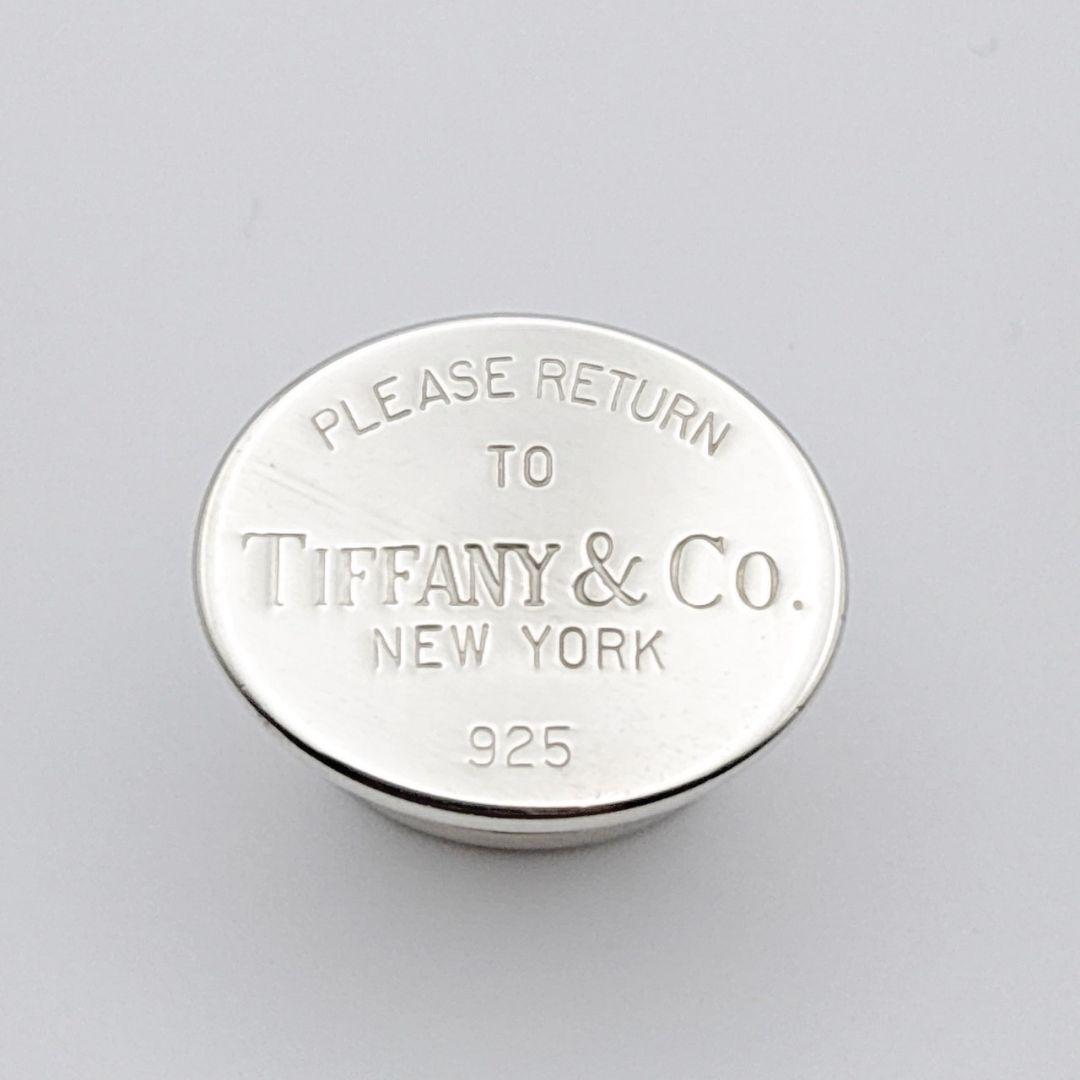 PLEASE RETURN
TO
TIFFANY & CO.
NEW YORK
925